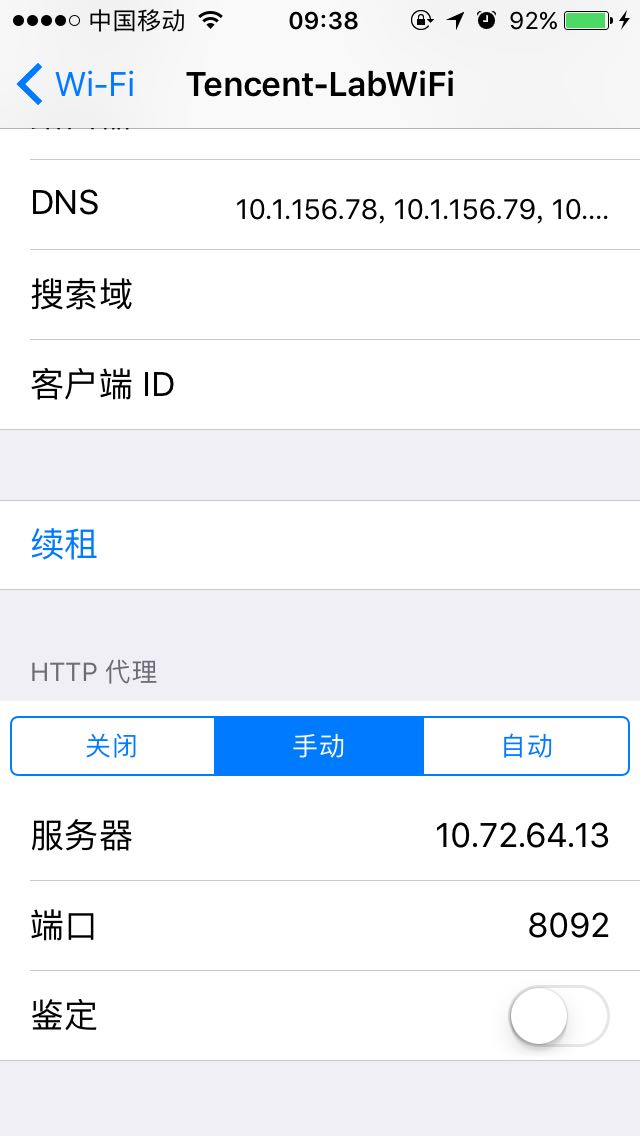 中国移动 09:38 92%
Wi-Fi Tencent-LabWiFi
DNS 10.1.156.78, 10.1.156.79, 10....
搜索域
客户端 ID
续租
HTTP 代理
关闭 手动 自动
服务器 10.72.64.13
端口 8092
鉴定